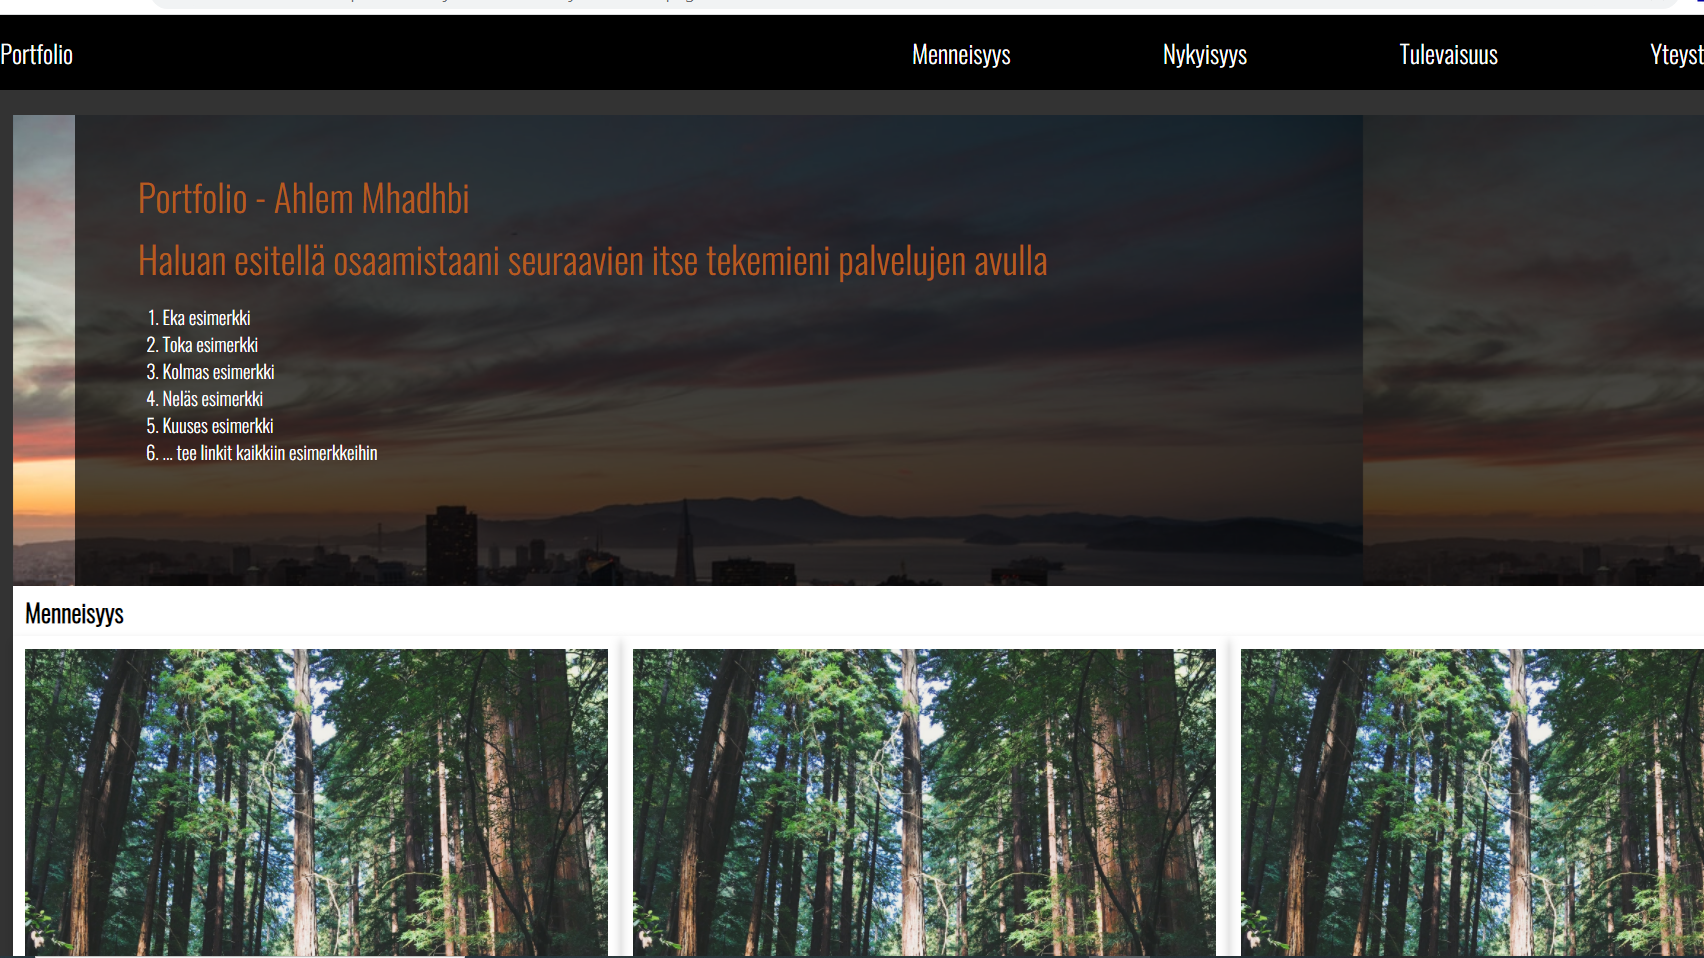 Portfolio
Menneisyys
Nykyisyys
Tulevaisuus
Yteyst
Portfolio - Ahlem Mhadhbi
Haluan esitellä osaamistaani seuraavien itse tekemieni palvelujen avulla
1. Eka esimerkki
2. Toka esimerkki
3. Kolmas esimerkki
4. Neläs esimerkki
5. Kuuses esimerkki
6. ... tee linkit kaikkiin esimerkkeihin
Menneisyys